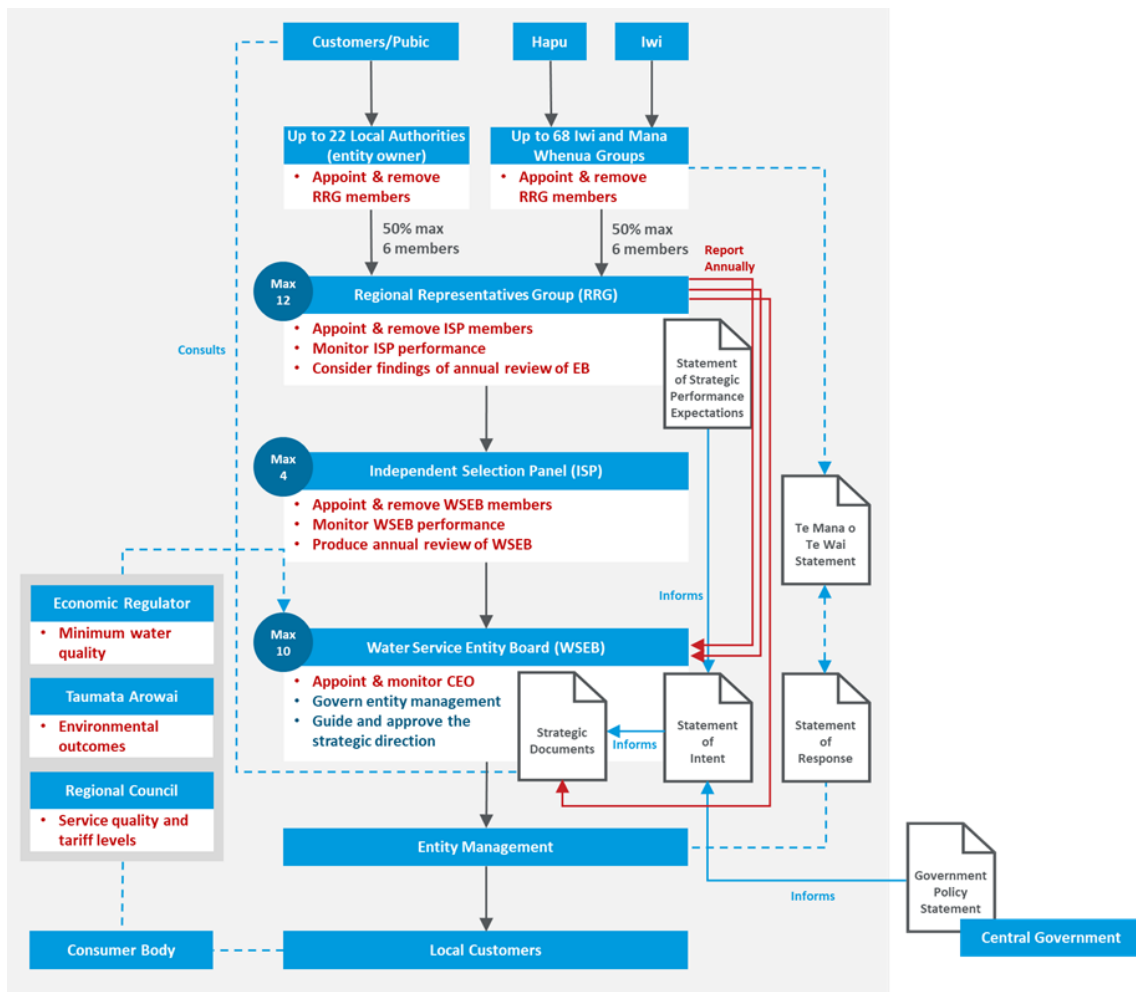 Customers/Pubic
Hapu
Iwi
Up to 22 Local Authorities
(entity owner)
• Appoint & remove
RRG members
Up to 68 Iwi and Mana
Whenua Groups
• Appoint & remove
RRG members
50% max
6 members
50% max
6 members
Report
Annually
Max
12
Regional Representatives Group (RRG)
• Appoint & remove ISP members
• Monitor ISP performance
• Consider findings of annual review of EB
Consults
Statement
of Strategic
Performance
Expectations
Max
4
Independent Selection Panel (ISP)
• Appoint & remove WSEB members
• Monitor WSEB performance
• Produce annual review of WSEB
Te Mana o
Te Wai
Statement
Informs
Economic Regulator
• Minimum water
quality
Taumata Arowai
• Environmental
outcomes
Regional Council
• Service quality and
tariff levels
Max
10
Water Service Entity Board (WSEB)
• Appoint & monitor CEO
• Govern entity management
• Guide and approve the
strategic direction
Strategic
Documents
Informs
Statement
of
Intent
Statement
of
Response
Entity Management
Informs
Government
Policy
Statement
Central Government
Consumer Body
Local Customers